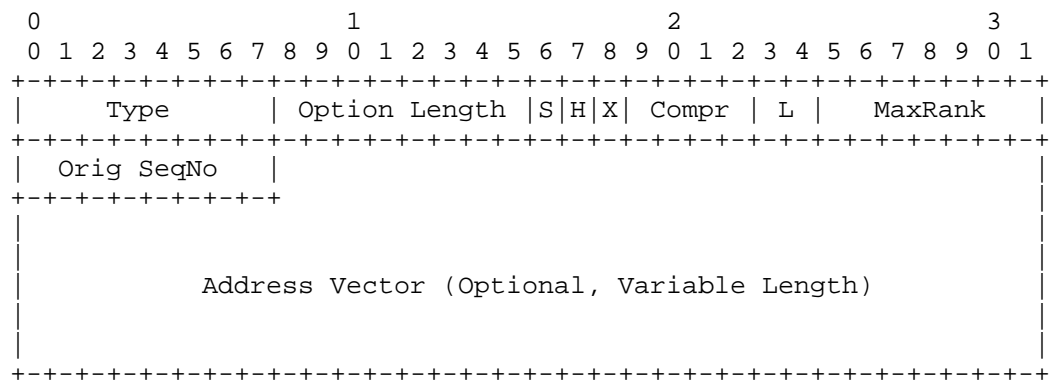 0                   1                   2                   3
 0 1 2 3 4 5 6 7 8 9 0 1 2 3 4 5 6 7 8 9 0 1 2 3 4 5 6 7 8 9 0 1
+-+-+-+-+-+-+-+-+-+-+-+-+-+-+-+-+-+-+-+-+-+-+-+-+-+-+-+-+-+-+-+-+
|     Type      | Option Length |S|H|X| Compr | L |   MaxRank   |
+-+-+-+-+-+-+-+-+-+-+-+-+-+-+-+-+-+-+-+-+-+-+-+-+-+-+-+-+-+-+-+-+
|  Orig SeqNo   |                                               |
+-+-+-+-+-+-+-+-+                                               |
|                                                               |
|                                                               |
|           Address Vector (Optional, Variable Length)          |
|                                                               |
|                                                               |
+-+-+-+-+-+-+-+-+-+-+-+-+-+-+-+-+-+-+-+-+-+-+-+-+-+-+-+-+-+-+-+-+